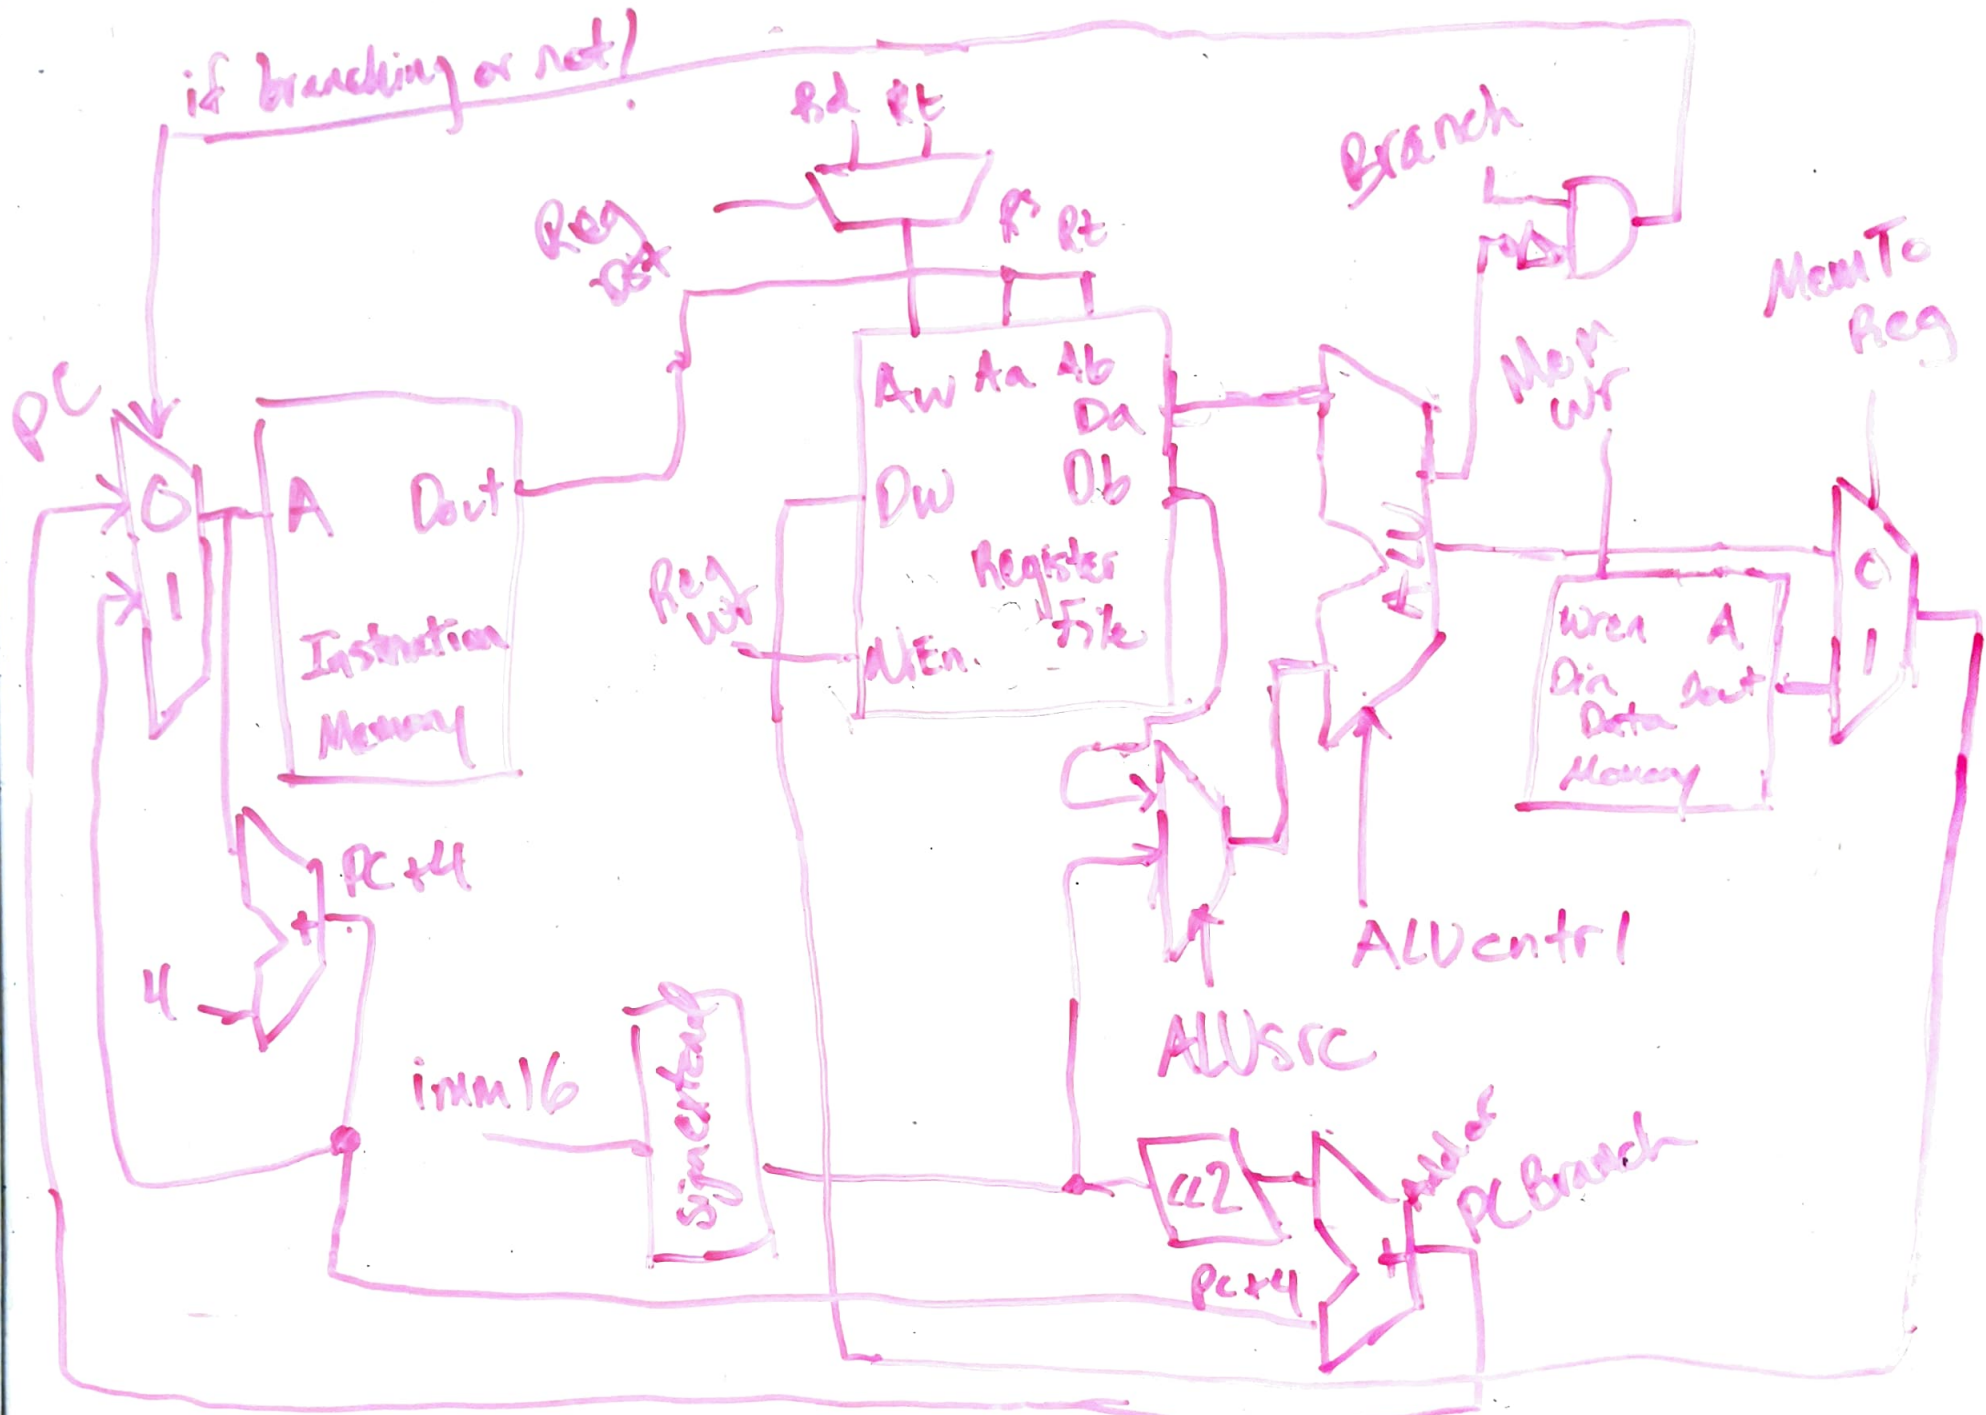 if branching or not!
Rd Rt
Branch
Reg
Dst
Rs Rt
MemTo
Reg
PC
Mem
Wr
Aw Aa Ab
Da
0
A Dout
Dw Db
ALU
1
Register
File
Reg
Wr
WrEn.
Instruction
Memory
0
1
Wren A
Din Dout
Data
Memory
PC+4
+
4
ALUcntrl
ALUsrc
imm16
Sign extend
<<2
PC Branch
+
PC+4